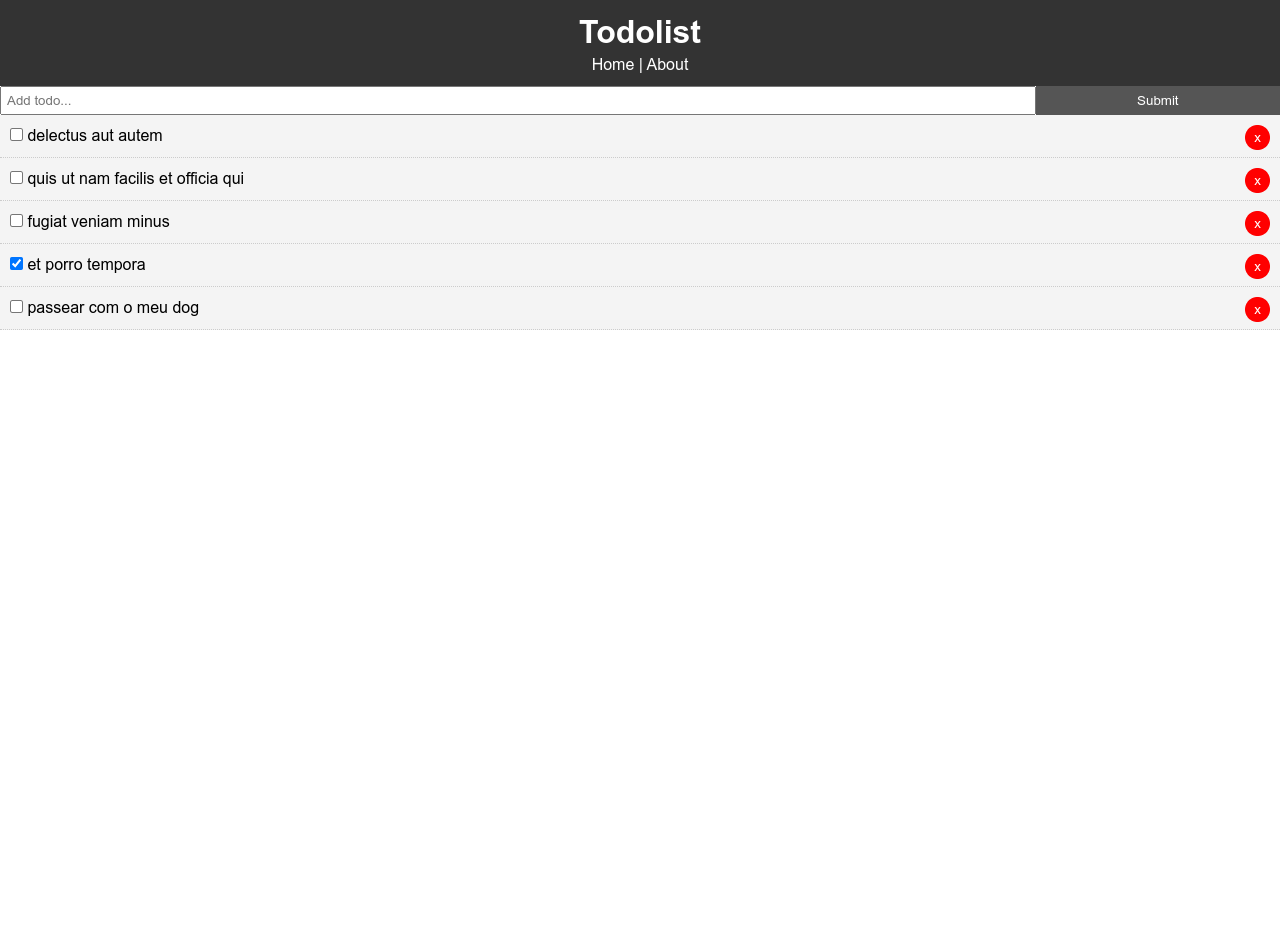 Todolist
Home | About
Add todo...
Submit
delectus aut autem
x
quis ut nam facilis et officia qui
x
fugiat veniam minus
x
et porro tempora
x
passear com o meu dog
x